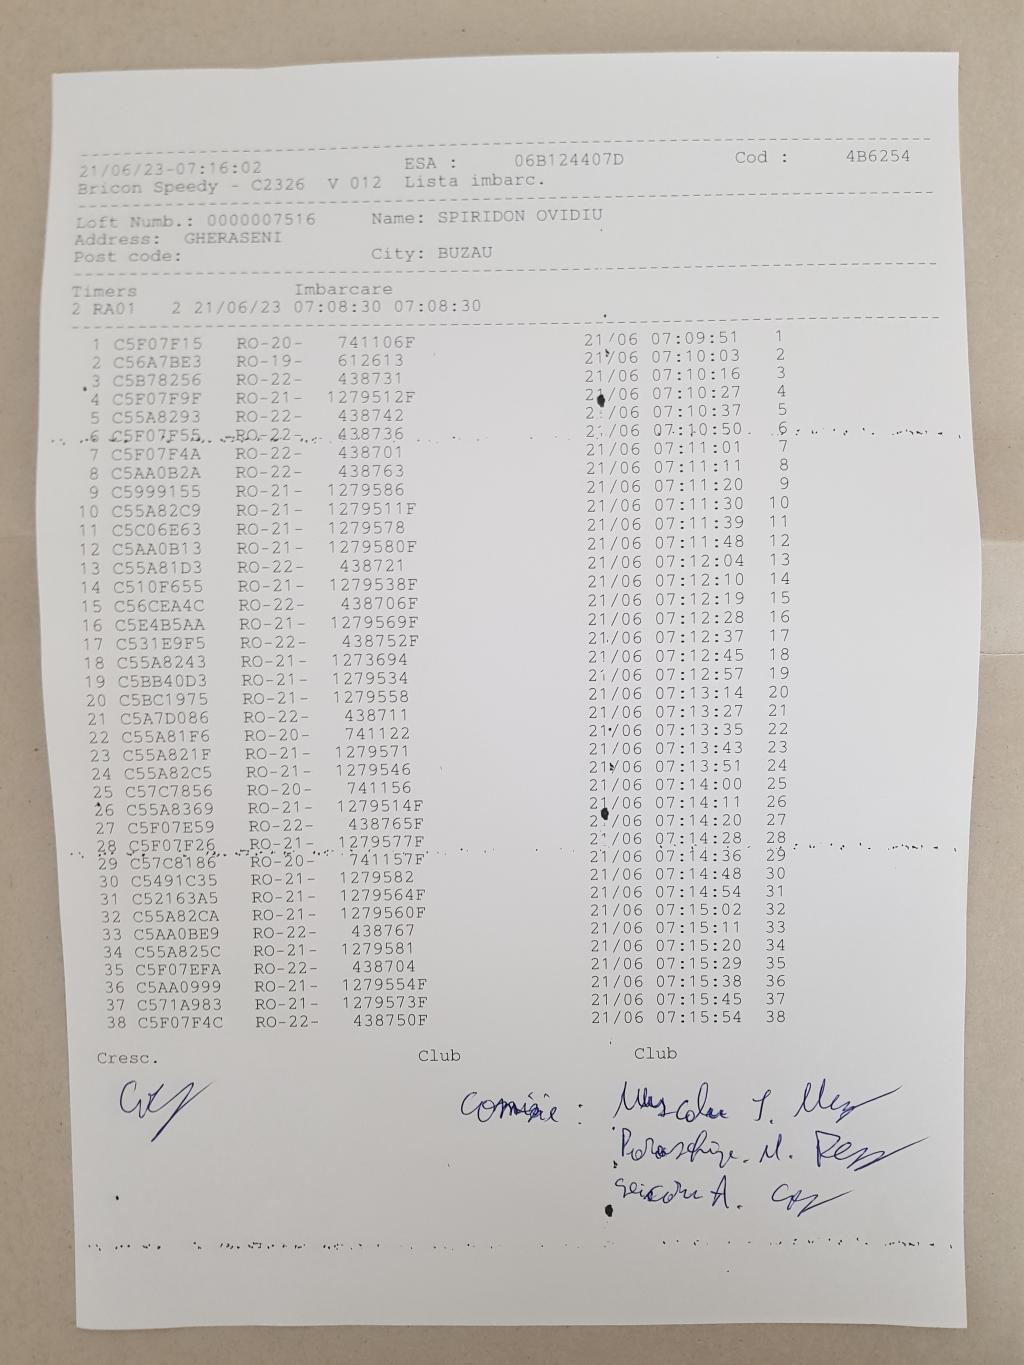 21/06/23-07:16:02 ESA : 06B124407D Cod : 4B6254
Bricon Speedy - C2326 V 012 Lista imbarc.
Loft Numb.: 0000007516 Name: SPIRIDON OVIDIU
Address: GHERASENI
Post code: City: BUZAU
Timers Imbarcare
2 RA01 2 21/06/23 07:08:30 07:08:30
1 C5F07F15 RO-20- 741106F 21/06 07:09:51 1
2 C56A7BE3 RO-19- 612613 21/06 07:10:03 2
3 C5B78256 RO-22- 438731 21/06 07:10:16 3
4 C5F07F9F RO-21- 1279512F 21/06 07:10:27 4
5 C55A8293 RO-22- 438742 21/06 07:10:37 5
6 C5F07F55 RO-22- 438736 21/06 07:10:50 6
7 C5F07F4A RO-22- 438701 21/06 07:11:01 7
8 C5AA0B2A RO-22- 438763 21/06 07:11:11 8
9 C5999155 RO-21- 1279586 21/06 07:11:20 9
10 C55A82C9 RO-21- 1279511F 21/06 07:11:30 10
11 C5C06E63 RO-21- 1279578 21/06 07:11:39 11
12 C5AA0B13 RO-21- 1279580F 21/06 07:11:48 12
13 C55A81D3 RO-22- 438721 21/06 07:12:04 13
14 C510F655 RO-21- 1279538F 21/06 07:12:10 14
15 C56CEA4C RO-22- 438706F 21/06 07:12:19 15
16 C5E4B5AA RO-21- 1279569F 21/06 07:12:28 16
17 C531E9F5 RO-22- 438752F 21/06 07:12:37 17
18 C55A8243 RO-21- 1273694 21/06 07:12:45 18
19 C5BB40D3 RO-21- 1279534 21/06 07:12:57 19
20 C5BC1975 RO-21- 1279558 21/06 07:13:14 20
21 C5A7D086 RO-22- 438711 21/06 07:13:27 21
22 C55A81F6 RO-20- 741122 21/06 07:13:35 22
23 C55A821F RO-21- 1279571 21/06 07:13:43 23
24 C55A82C5 RO-21- 1279546 21/06 07:13:51 24
25 C57C7856 RO-20- 741156 21/06 07:14:00 25
26 C55A8369 RO-21- 1279514F 21/06 07:14:11 26
27 C5F07E59 RO-22- 438765F 21/06 07:14:20 27
28 C5F07F26 RO-21- 1279577F 21/06 07:14:28 28
29 C57C8186 RO-20- 741157F 21/06 07:14:36 29
30 C5491C35 RO-21- 1279582 21/06 07:14:48 30
31 C52163A5 RO-21- 1279564F 21/06 07:14:54 31
32 C55A82CA RO-21- 1279560F 21/06 07:15:02 32
33 C5AA0BE9 RO-22- 438767 21/06 07:15:11 33
34 C55A825C RO-21- 1279581 21/06 07:15:20 34
35 C5F07EFA RO-22- 438704 21/06 07:15:29 35
36 C5AA0999 RO-21- 1279554F 21/06 07:15:38 36
37 C571A983 RO-21- 1279573F 21/06 07:15:45 37
38 C5F07F4C RO-22- 438750F 21/06 07:15:54 38
Cresc. Club Club
comisie :
M.
A.